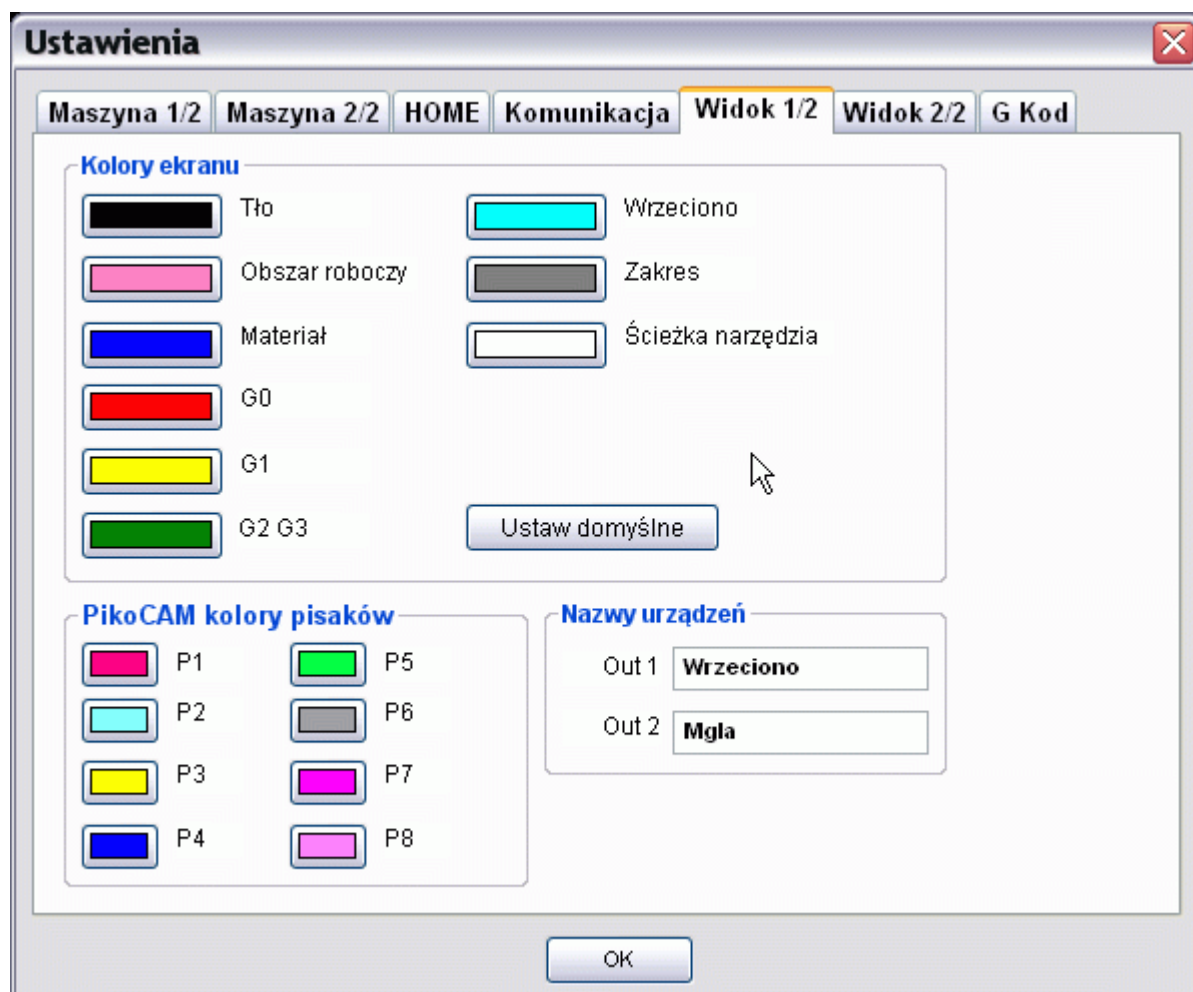 Ustawienia
Maszyna 1/2 Maszyna 2/2 HOME Komunikacja Widok 1/2 Widok 2/2 G Kod
Kolory ekranu
Tło
Obszar roboczy
Materiał
G0
G1
G2 G3
Wrzeciono
Zakres
Ścieżka narzędzia
Ustaw domyślne
PikoCAM kolory pisaków
P1
P2
P3
P4
P5
P6
P7
P8
Nazwy urządzeń
Out 1 Wrzeciono
Out 2 Mgla
OK